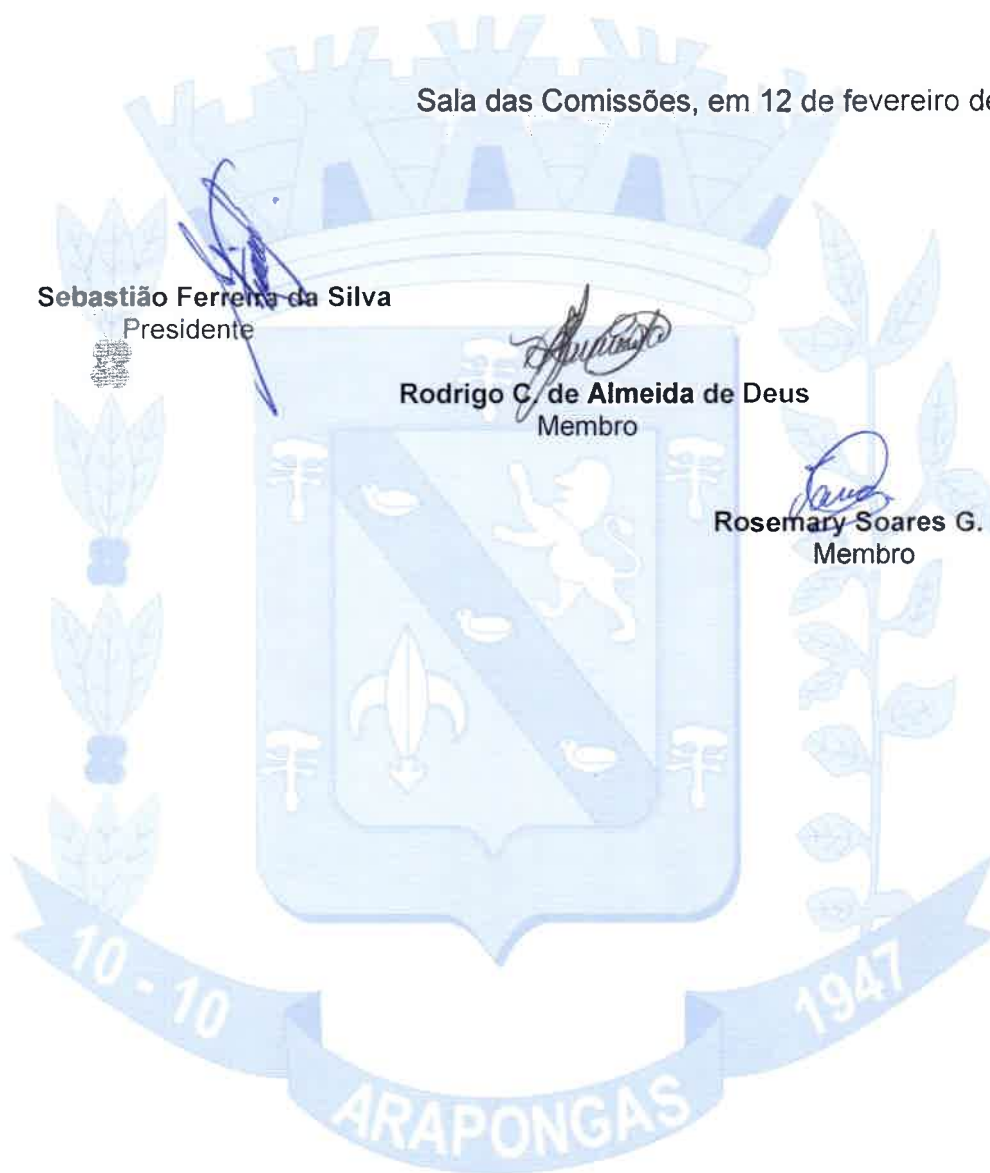 Sala das Comissões, em 12 de fevereiro de
Sebastião Ferreira da Silva
Presidente
Rodrigo C. de Almeida de Deus
Membro
Rosemary Soares G.
Membro
10 - 10
ARAPONGAS
1947